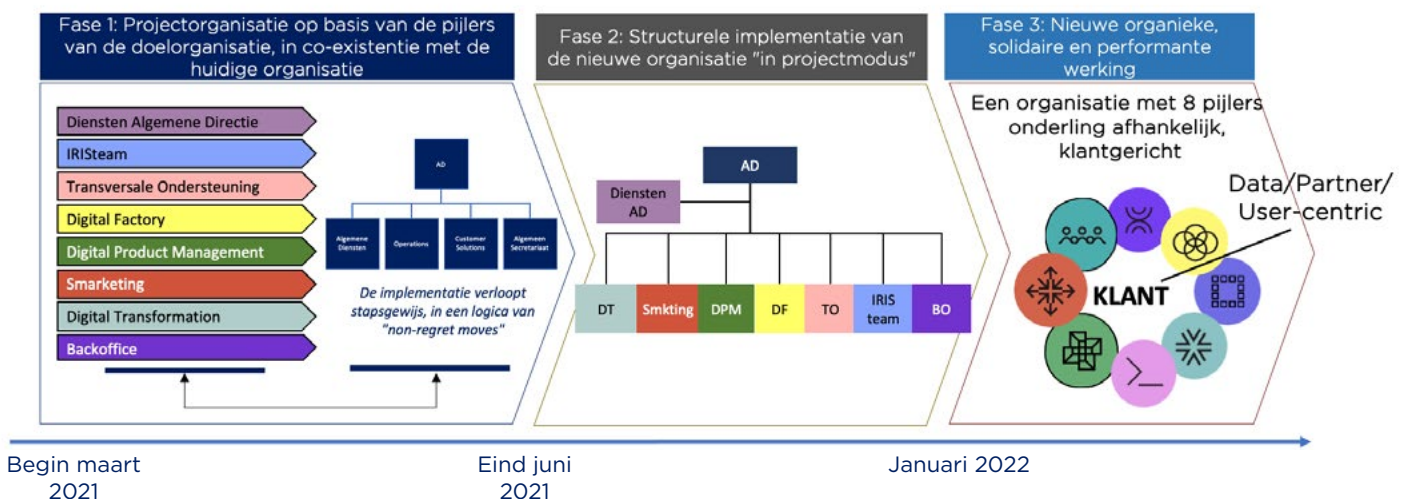 Fase 1: Projectorganisatie op basis van de pijlers
van de doelorganisatie, in co-existentie met de
huidige organisatie
Diensten Algemene Directie
IRISteam
Transversale Ondersteuning
Digital Factory
Digital Product Management
Smarketing
Digital Transformation
Backoffice
AD
Algemene
Diensten
Operations
Customer
Solutions
Algemeen
Secretariaat
De implementatie verloopt
stapsgewijs, in een logica van
"non-regret moves"
Fase 2: Structurele implementatie van
de nieuwe organisatie "in projectmodus"
AD
Diensten
AD
DT
Smkting
DPM
DF
TO
IRIS
team
BO
Fase 3: Nieuwe organieke,
solidaire en performante
werking
Een organisatie met 8 pijlers
onderling afhankelijk,
klantgericht
Data/Partner/
User-centric
KLANT
Begin maart
2021
Eind juni
2021
Januari 2022